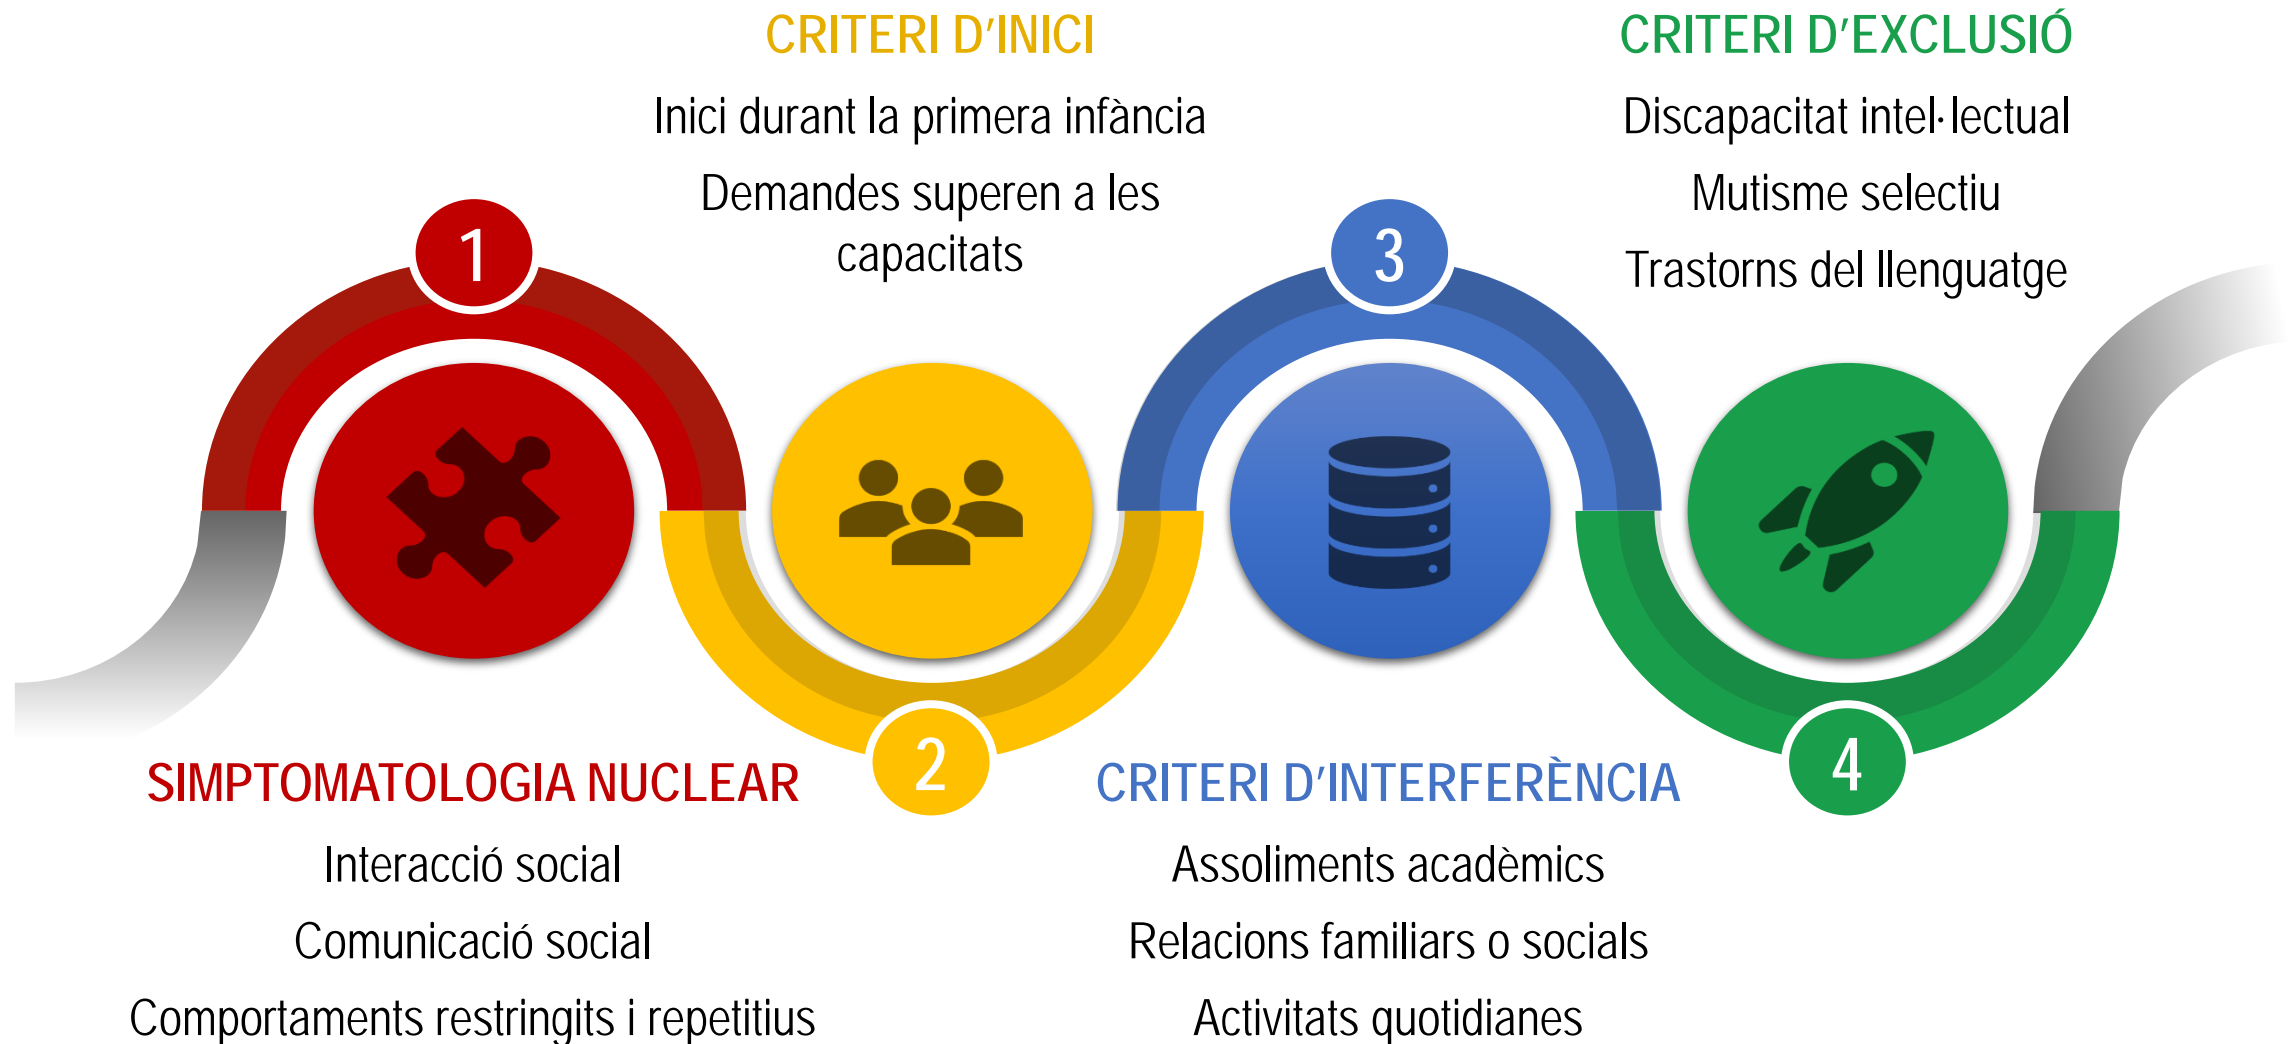 1
SIMPTOMATOLOGIA NUCLEAR
Interacció social
Comunicació social
Comportaments restringits i repetitius
CRITERI D'INICI
Inici durant la primera infància
Demandes superen a les
capacitats
2
3
CRITERI D'INTERFERÈNCIA
Assoliments acadèmics
Relacions familiars o socials
Activitats quotidianes
CRITERI D'EXCLUSIÓ
Discapacitat intel·lectual
Mutisme selectiu
Trastorns del llenguatge
4